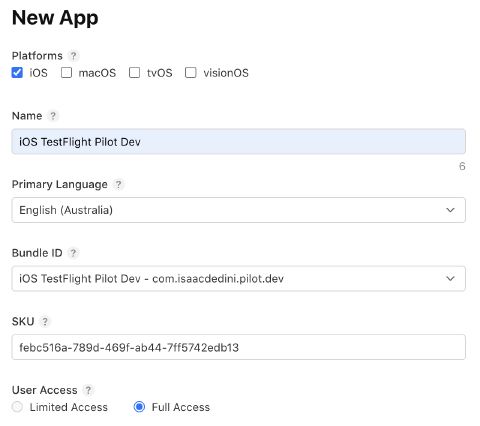 New App
Platforms ?
iOS macOS tvOS visionOS
Name ?
iOS TestFlight Pilot Dev
6
Primary Language ?
English (Australia)
Bundle ID ?
iOS TestFlight Pilot Dev - com.isaacdedini.pilot.dev
SKU ?
febc516a-789d-469f-ab44-7ff5742edb13
User Access ?
Limited Access Full Access